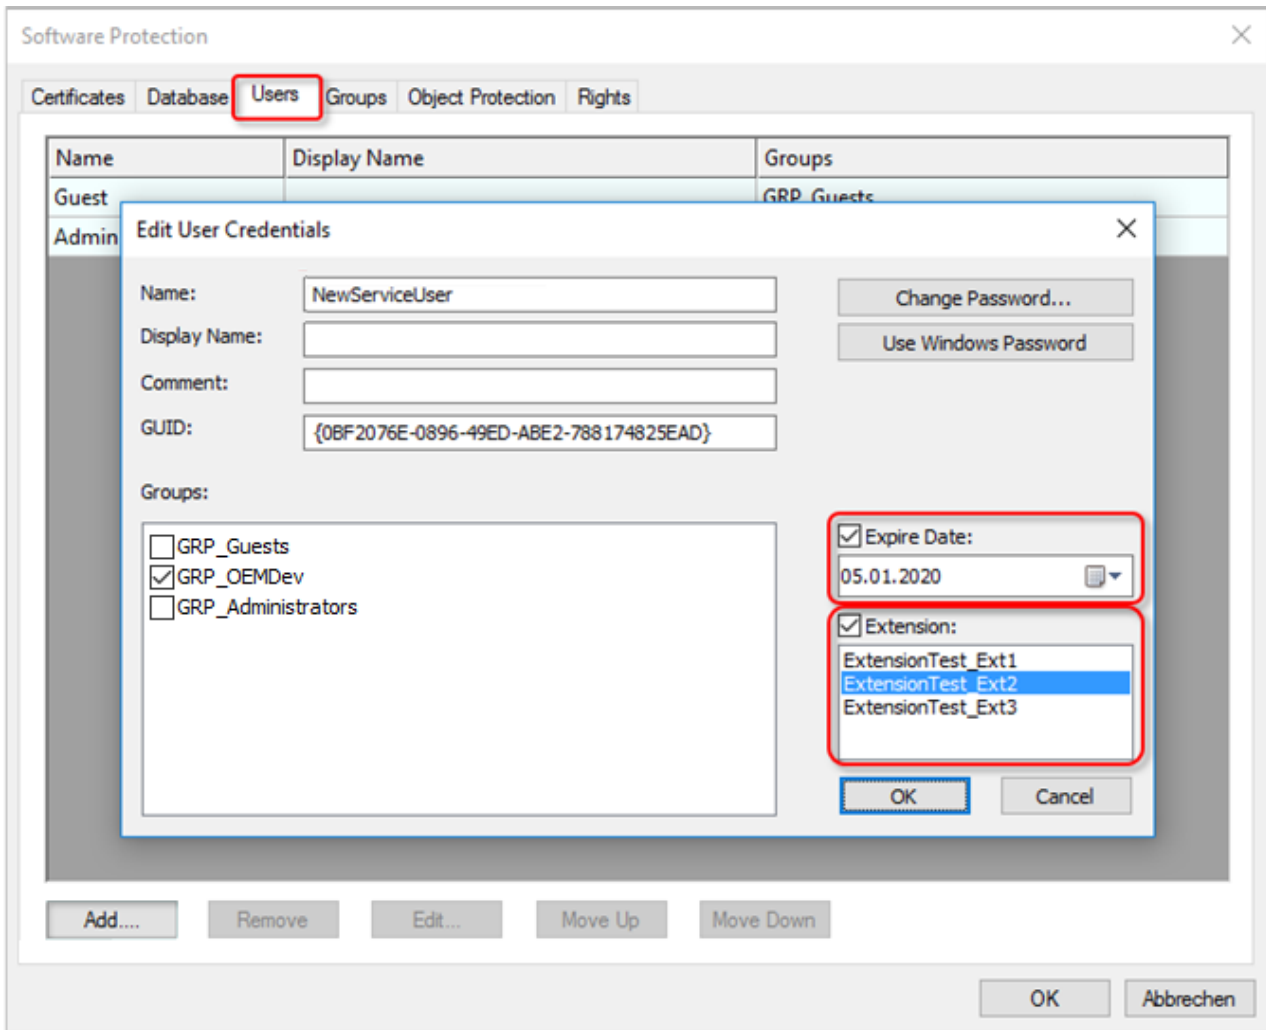 Software Protection
Certificates Database Users Groups Object Protection Rights
Name Display Name Groups
Guest GRP_Guests
Admin
Edit User Credentials
Name: NewServiceUser Change Password...
Display Name: Use Windows Password
Comment:
GUID: {0BF2076E-0896-49ED-ABE2-788174825EAD}
Groups:
GRP_Guests
GRP_OEMDev
GRP_Administrators
Expire Date:
05.01.2020
Extension:
ExtensionTest_Ext1
ExtensionTest_Ext2
ExtensionTest_Ext3
OK Cancel
Add.... Remove Edit... Move Up Move Down
OK Abbrechen